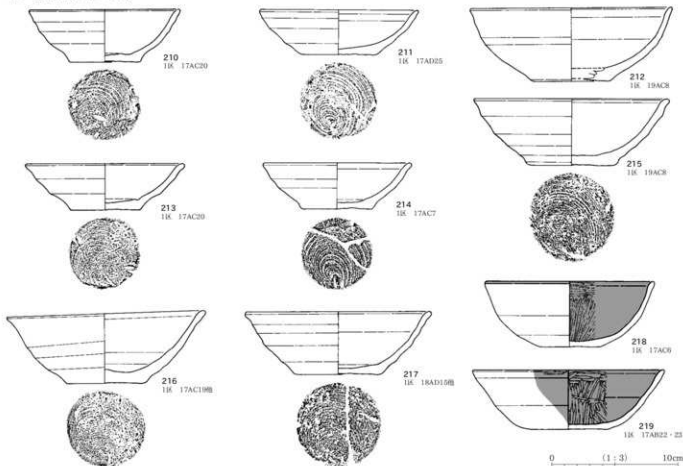 210
1区 17AC20
211
1区 17AD25
212
1区 19AC8
213
1区 17AC20
214
1区 17AC7
215
1区 19AC8
216
1区 17AC19他
217
1区 18AD15他
218
1区 17AC6
219
1区 17AB22・23
0 (1:3) 10cm